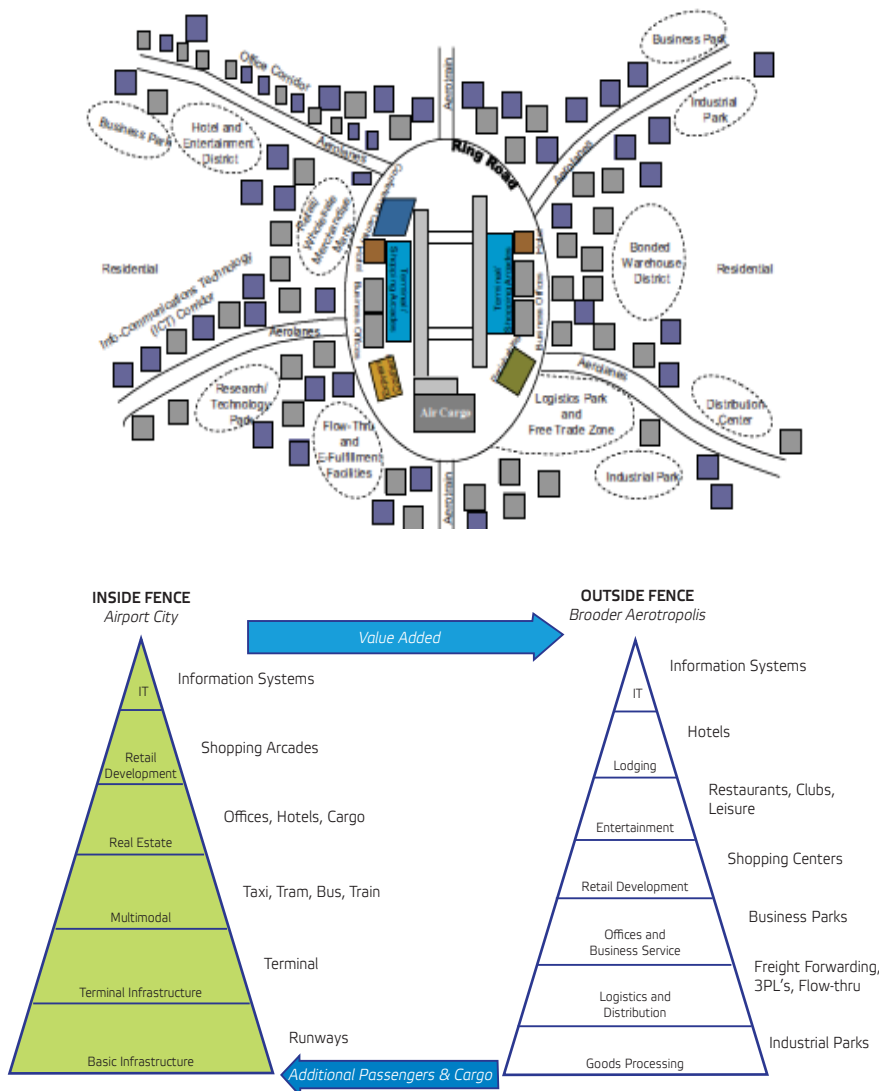 Business Park
Office Corridor
Aerotrain
Industrial
Park
Business Park
Hotel and
Entertainment
District
Aerolanes
Ring Road
Aerolanes
Retail/
Wholesale
Merchandise
Marts
Hotel
Terminal/
Shopping Arcades
Business Offices
Terminal/
Shopping Arcades
Business Offices
Bonded
Warehouse
District
Residential
Residential
Info-Communications Technology
(ICT) Corridor
Aerolanes
Aerolanes
Research/
Technology
Park
Air Cargo
Logistics Park
and
Free Trade Zone
Distribution
Center
Flow-Thru
and
E-Fulfillment
Facilities
Industrial Park
Aerotrain
INSIDE FENCE
Airport City
OUTSIDE FENCE
Brooder Aerotropolis
Value Added
IT
Information Systems
Retail
Development
Shopping Arcades
Real Estate
Offices, Hotels, Cargo
Multimodal
Taxi, Tram, Bus, Train
Terminal Infrastructure
Terminal
Basic Infrastructure
Runways
IT
Information Systems
Lodging
Hotels
Entertainment
Restaurants, Clubs,
Leisure
Retail Development
Shopping Centers
Offices and
Business Service
Business Parks
Logistics and
Distribution
Freight Forwarding,
3PL's, Flow-thru
Goods Processing
Industrial Parks
Additional Passengers & Cargo